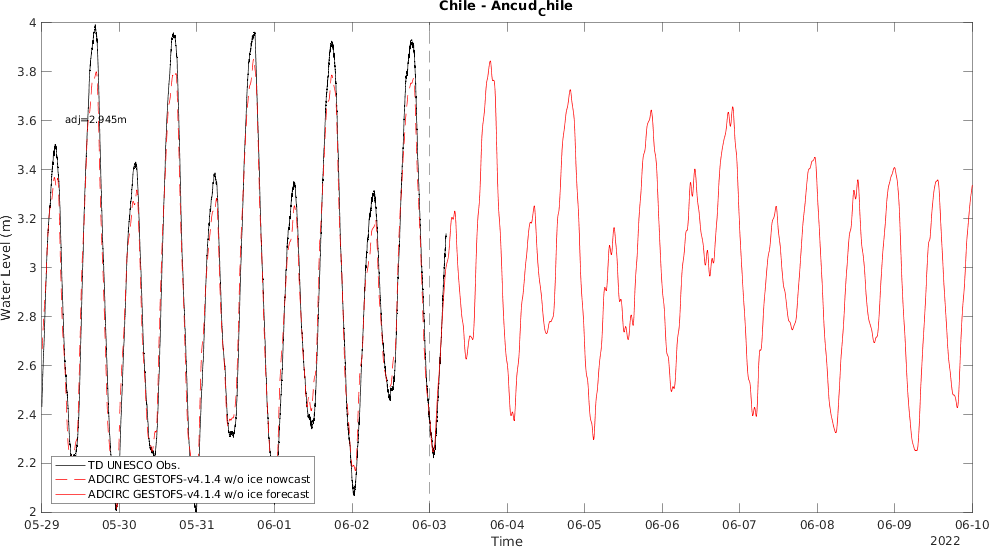 Chile - Ancud_Chile
4
3.8
3.6
3.4
3.2
3
2.8
2.6
2.4
2.2
2
Water Level (m)
adj=2.945m
TD UNESCO Obs.
ADCIRC GESTOFS-v4.1.4 w/o ice nowcast
ADCIRC GESTOFS-v4.1.4 w/o ice forecast
05-29 05-30 05-31 06-01 06-02 06-03 06-04 06-05 06-06 06-07 06-08 06-09 06-10
Time
2022